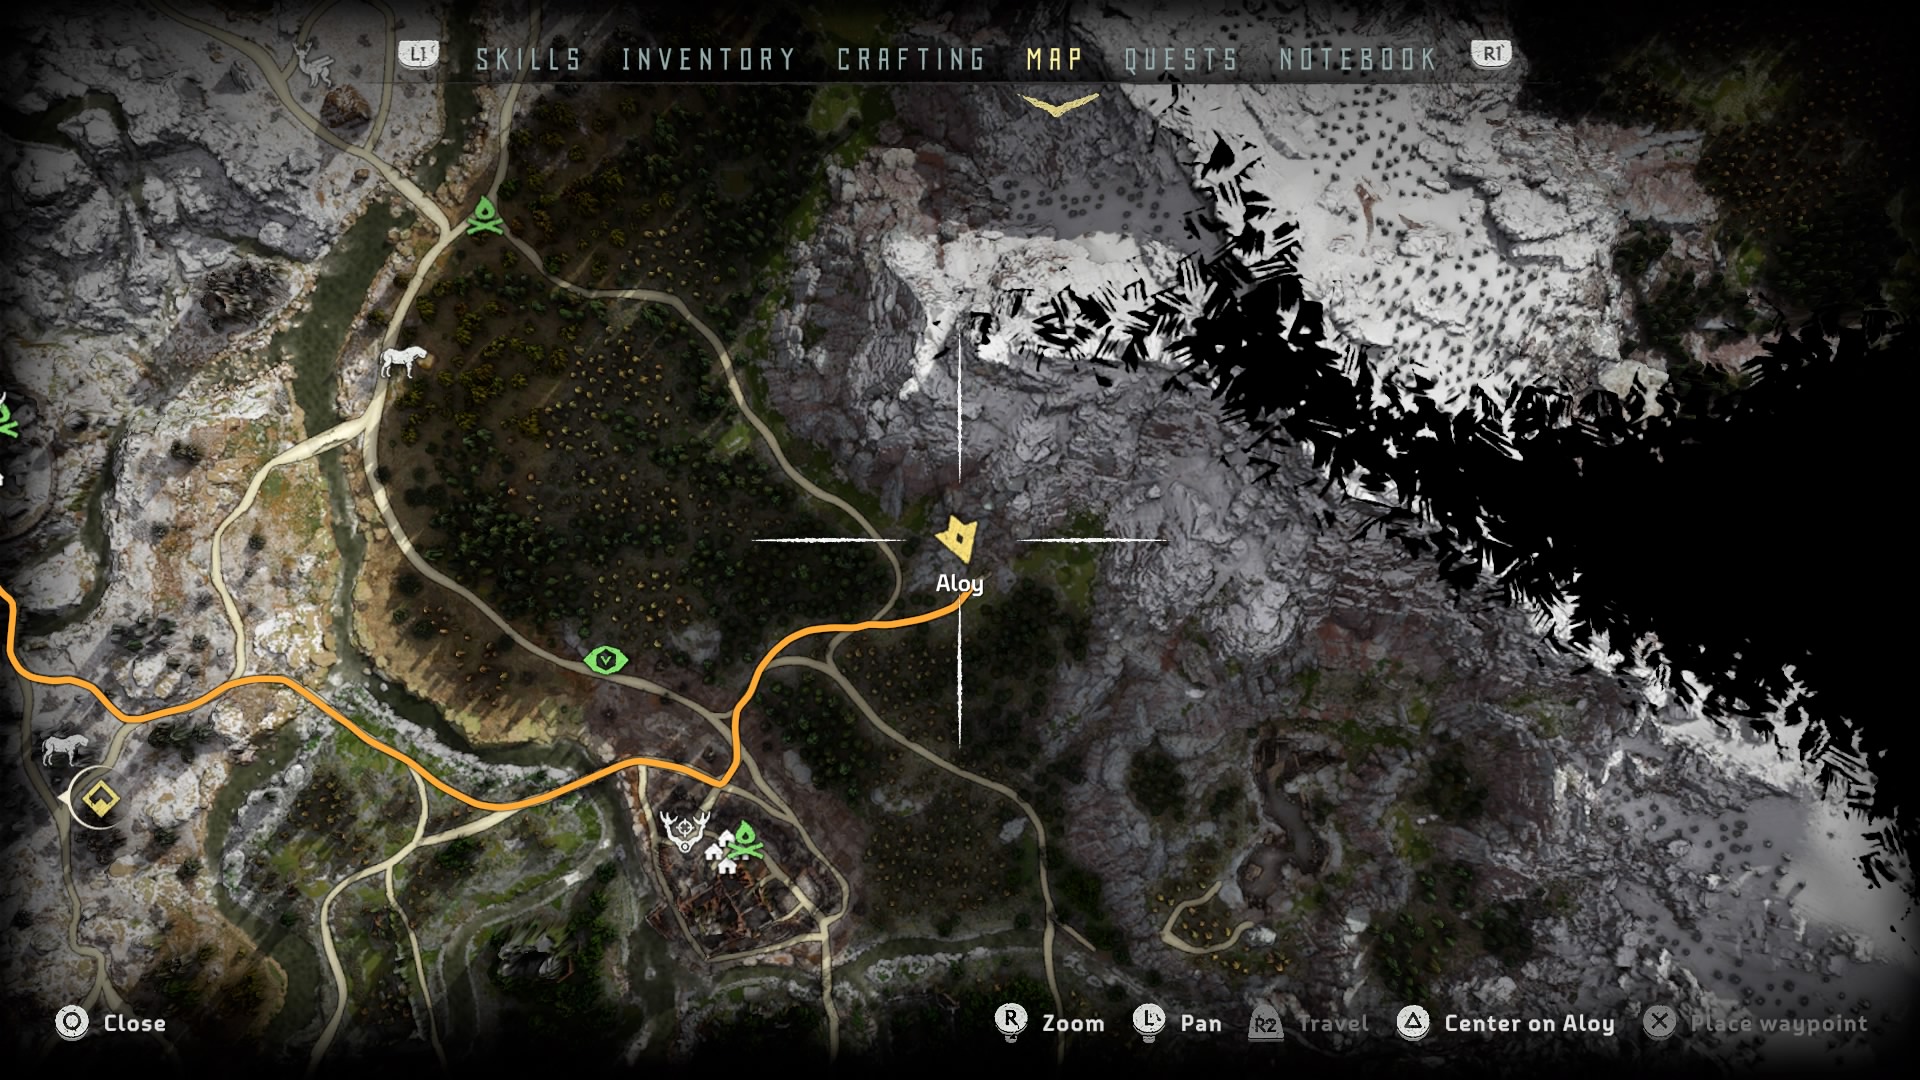 L1 SKILLS INVENTORY CRAFTING MAP QUESTS NOTEBOOK R1
Aloy
Close R Zoom L Pan R2 Travel Center on Aloy Place waypoint